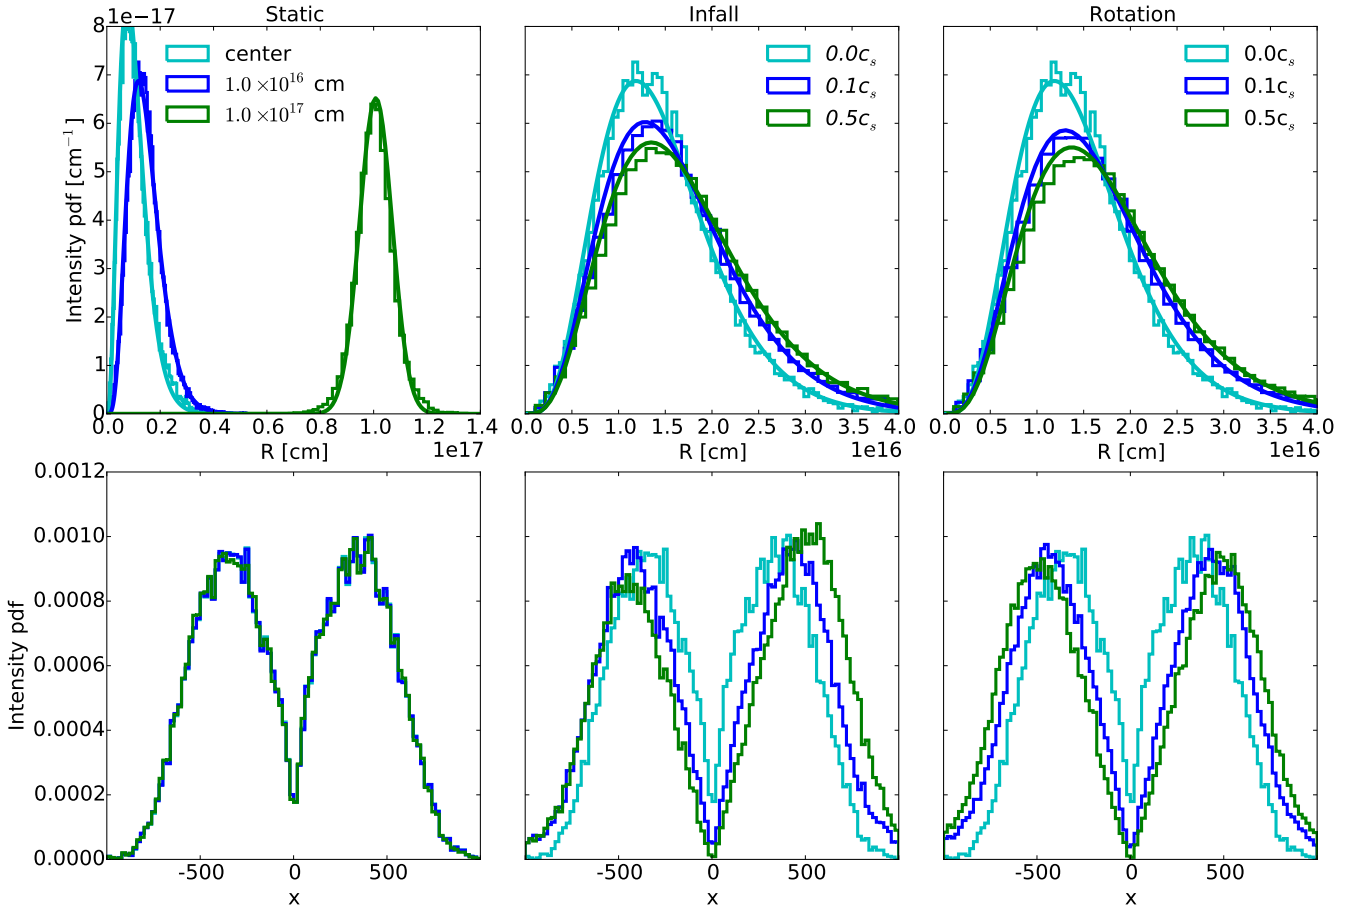 Static
Infall
Rotation
8 1e−17
7
6
5
4
3
2
1
0
Intensity pdf [cm−1]
center
1.0×10^16 cm
1.0×10^17 cm
0.0c_s
0.1c_s
0.5c_s
0.0c_s
0.1c_s
0.5c_s
0.0 0.2 0.4 0.6 0.8 1.0 1.2 1.4
0.0 0.5 1.0 1.5 2.0 2.5 3.0 3.5 4.0
0.0 0.5 1.0 1.5 2.0 2.5 3.0 3.5 4.0
R [cm] 1e17
R [cm] 1e16
R [cm] 1e16
0.0012
0.0010
0.0008
0.0006
0.0004
0.0002
0.0000
Intensity pdf
-500 0 500
-500 0 500
-500 0 500
x
x
x